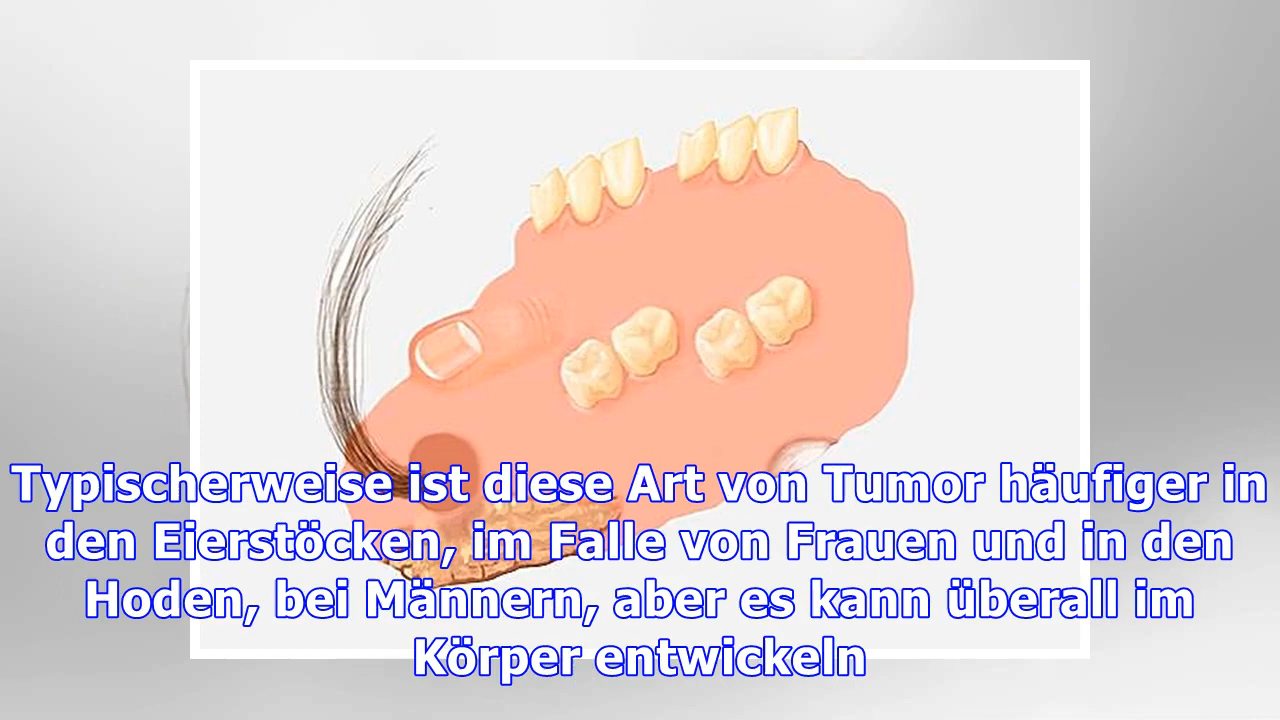 Typischerweise ist diese Art von Tumor häufiger in
den Eierstöcken, im Falle von Frauen und in den
Hoden, bei Männern, aber es kann überall im
Körper entwickeln